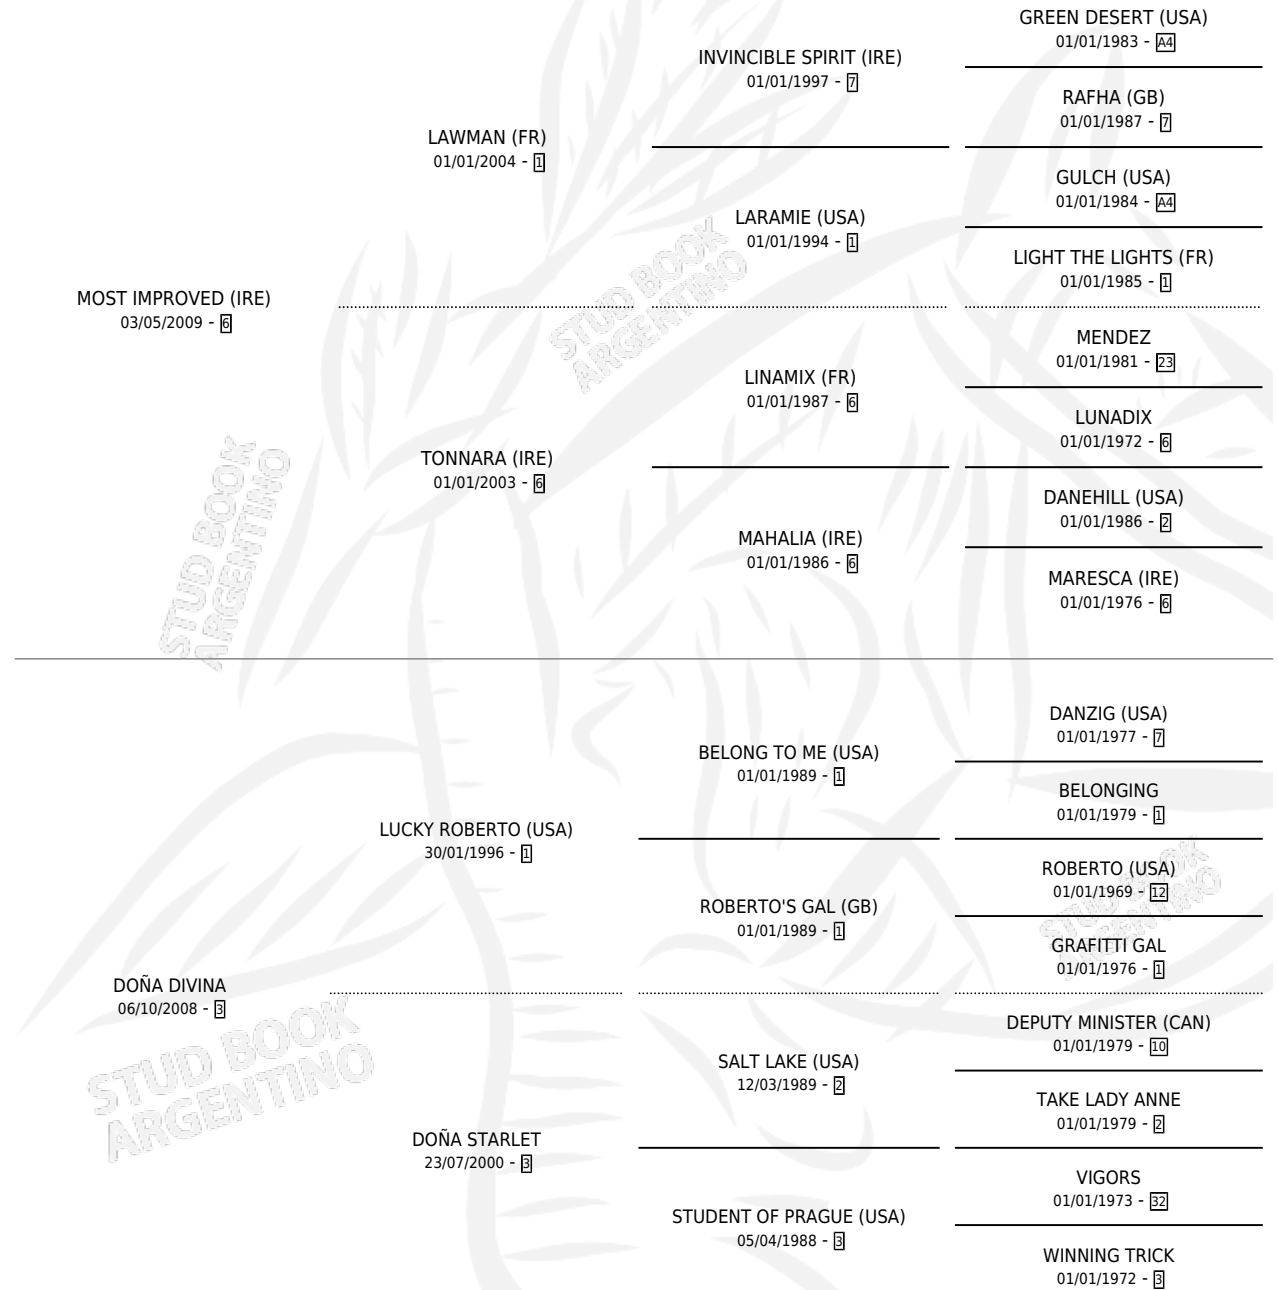 GREEN DESERT (USA)
01/01/1983 - A4
INVINCIBLE SPIRIT (IRE)
01/01/1997 - 7
RAFHA (GB)
01/01/1987 - 7
LAWMAN (FR)
01/01/2004 - 1
GULCH (USA)
01/01/1984 - A4
LARAMIE (USA)
01/01/1994 - 1
LIGHT THE LIGHTS (FR)
01/01/1985 - 1
MOST IMPROVED (IRE)
03/05/2009 - 6
MENDEZ
01/01/1981 - 23
LINAMIX (FR)
01/01/1987 - 6
LUNADIX
01/01/1972 - 6
TONNARA (IRE)
01/01/2003 - 6
DANEHILL (USA)
01/01/1986 - 2
MAHALIA (IRE)
01/01/1986 - 6
MARESCA (IRE)
01/01/1976 - 6
DANZIG (USA)
01/01/1977 - 7
BELONG TO ME (USA)
01/01/1989 - 1
BELONGING
01/01/1979 - 1
LUCKY ROBERTO (USA)
30/01/1996 - 1
ROBERTO (USA)
01/01/1969 - 12
ROBERTO'S GAL (GB)
01/01/1989 - 1
GRAFITTI GAL
01/01/1976 - 1
DOÑA DIVINA
06/10/2008 - 3
DEPUTY MINISTER (CAN)
01/01/1979 - 10
SALT LAKE (USA)
12/03/1989 - 2
TAKE LADY ANNE
01/01/1979 - 2
DOÑA STARLET
23/07/2000 - 3
VIGORS
01/01/1973 - 32
STUDENT OF PRAGUE (USA)
05/04/1988 - 3
WINNING TRICK
01/01/1972 - 3
STUD BOOK
ARGENTINO
STUD BOOK
ARGENTINO
STUD BOOK
ARGENTINO
STUD BOOK
ARGENTINO